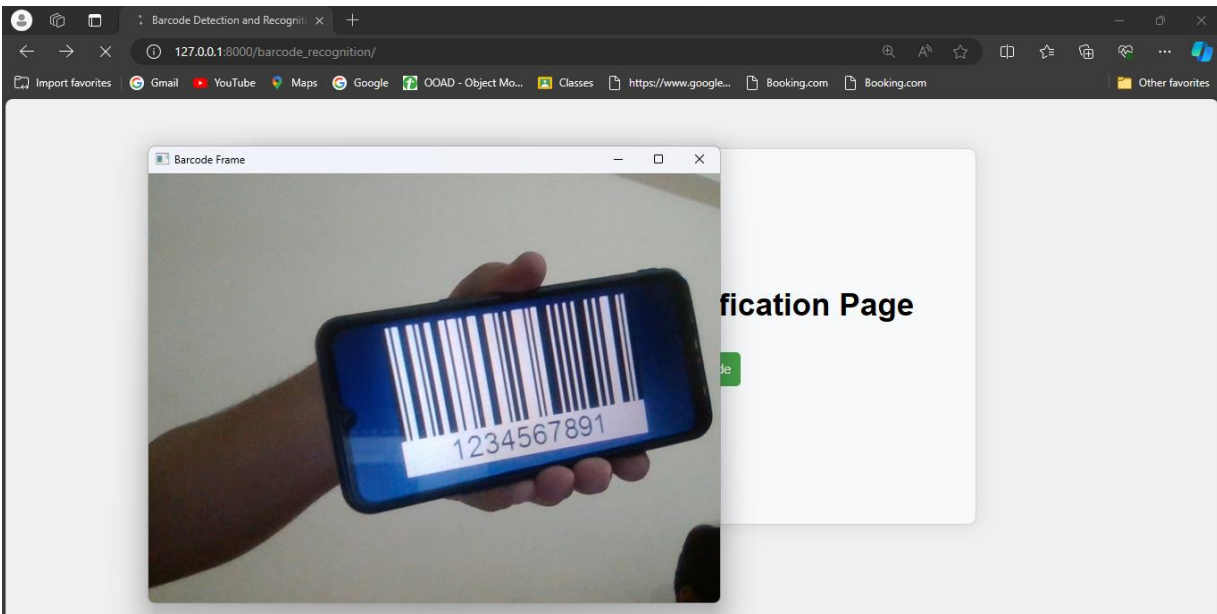 Barcode Detection and Recogniti
127.0.0.1:8000/barcode_recognition/
Import favorites Gmail YouTube Maps Google OOAD - Object Mo... Classes https://www.google... Booking.com Booking.com Other favorites
Barcode Frame
fication Page
de
1234567891